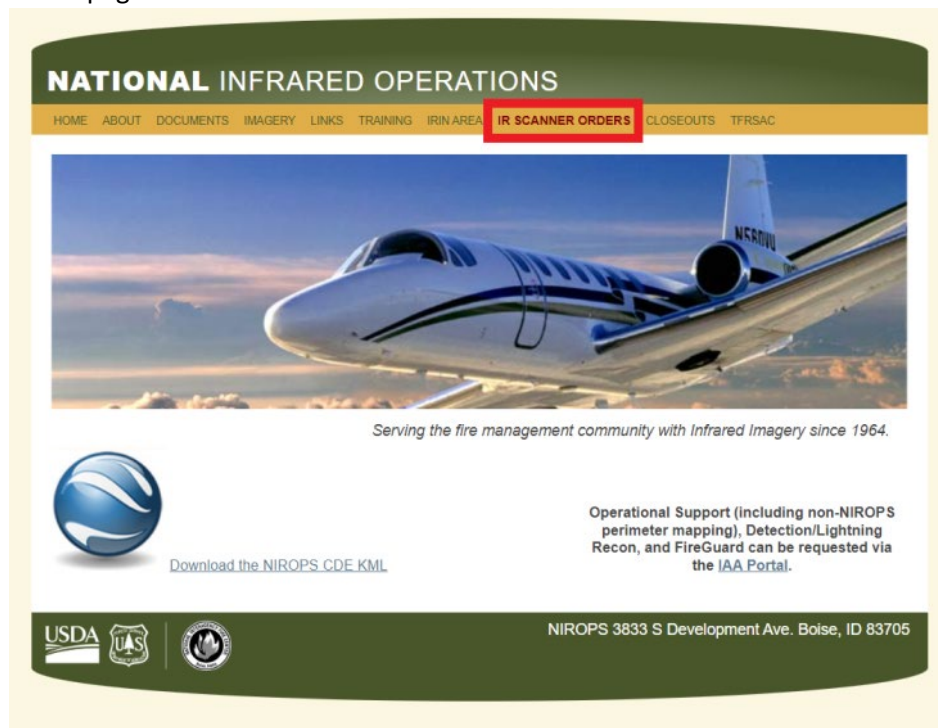 NATIONAL INFRARED OPERATIONS
HOME ABOUT DOCUMENTS IMAGERY LINKS TRAINING IRIN AREA IR SCANNER ORDERS CLOSEOUTS TFRSAC
Serving the fire management community with Infrared Imagery since 1964.
Operational Support (including non-NIROPS
perimeter mapping), Detection/Lightning
Recon, and FireGuard can be requested via
the IAA Portal.
Download the NIROPS CDE KML
USDA
UAS
NIROPS 3833 S Development Ave. Boise, ID 83705